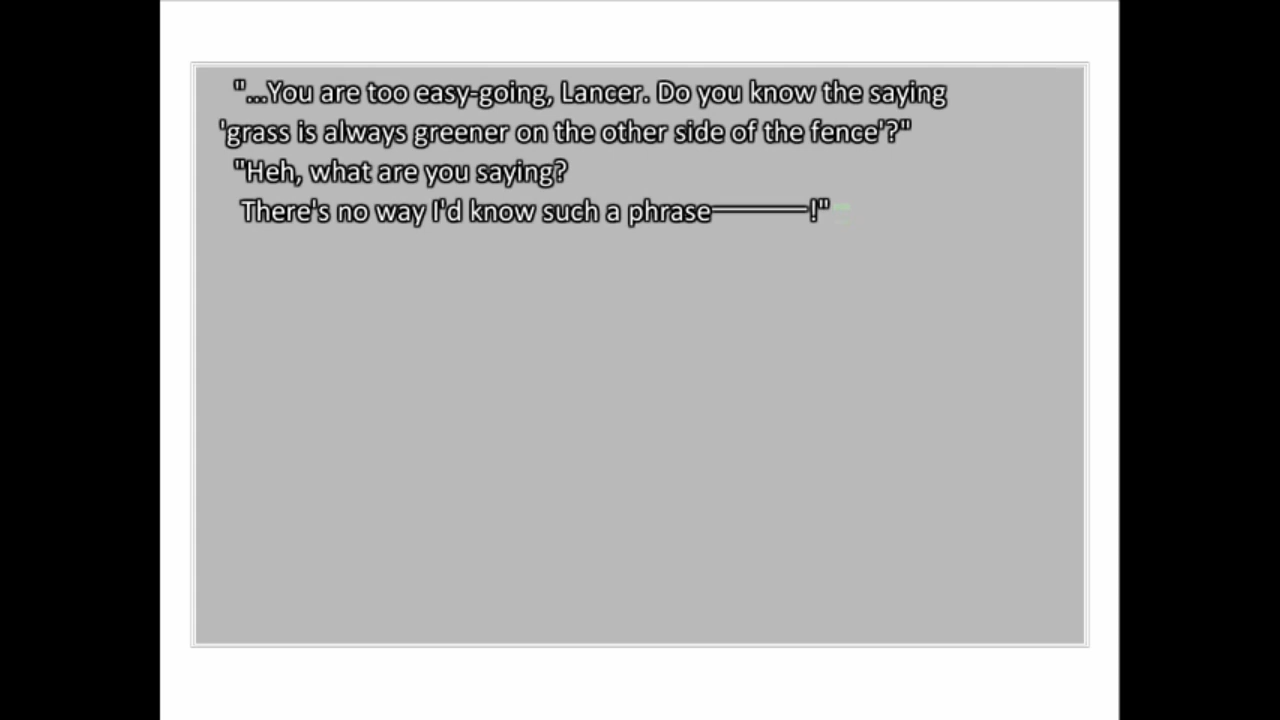 "...You are too easy-going, Lancer. Do you know the saying
'grass is always greener on the other side of the fence'?"
"Heh, what are you saying?
There's no way I'd know such a phrase————!"